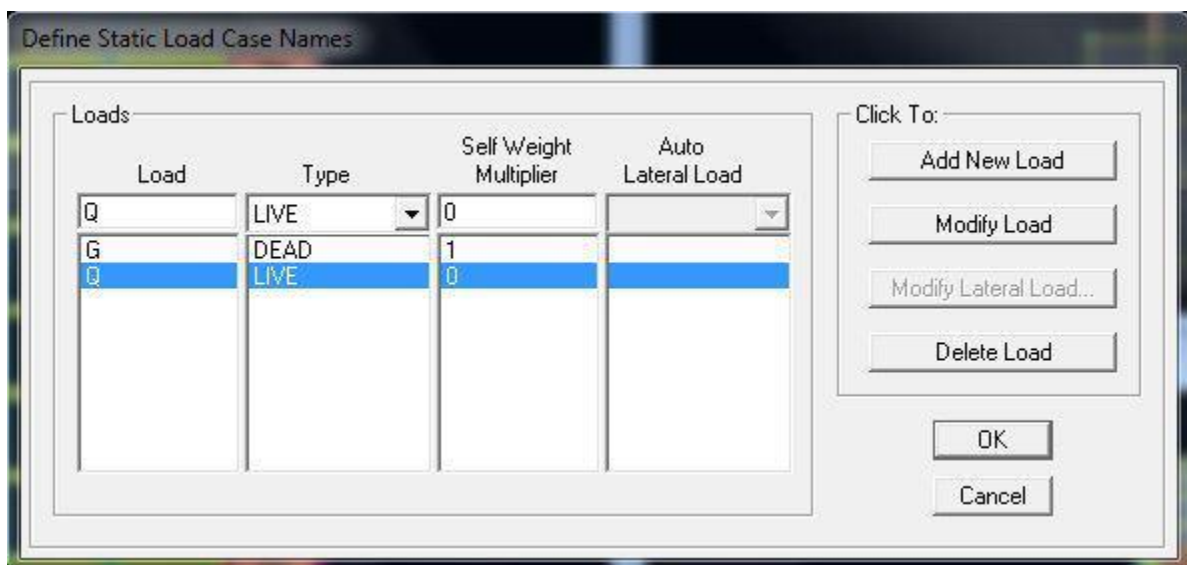 Define Static Load Case Names
Loads
Load Type Self Weight Multiplier Auto Lateral Load
Q LIVE 0
G DEAD 1
Q LIVE 0
Click To:
Add New Load
Modify Load
Modify Lateral Load...
Delete Load
OK
Cancel